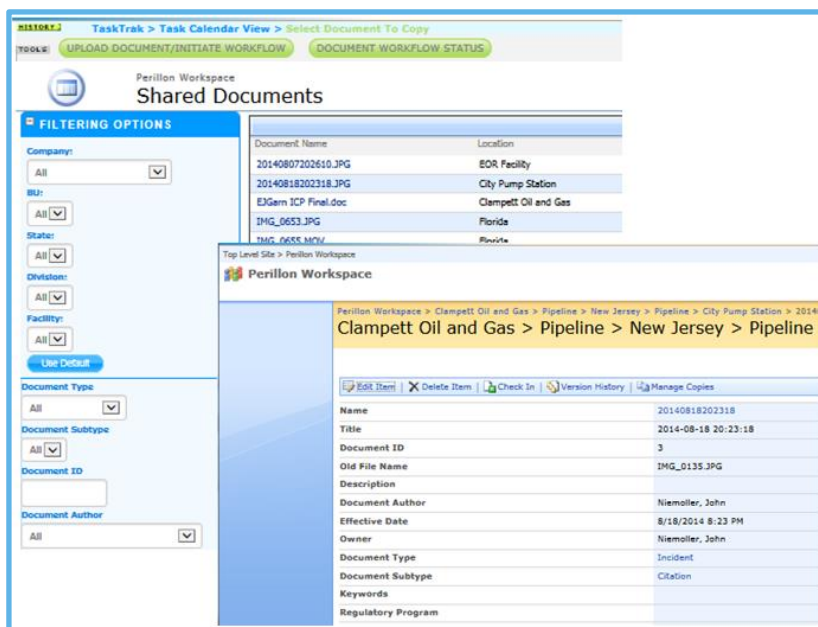 HISTORY
TaskTrak > Task Calendar View > Select Document To Copy
TOOLS UPLOAD DOCUMENT/INITIATE WORKFLOW DOCUMENT WORKFLOW STATUS
Perillon Workspace
Shared Documents
FILTERING OPTIONS
Company:
All
BU:
All
State:
All
Division:
All
Facility:
All
Use Default
Document Type
All
Document Subtype
All
Document ID
Document Author
All
Document Name Location
20140807202610.JPG EOR Facility
20140818202318.JPG City Pump Station
EJGarn ICP Final.doc Clampett Oil and Gas
IMG_0653.JPG Florida
IMG_0655.MOV Florida
Top Level Site > Perillon Workspace
Perillon Workspace
Perillon Workspace > Clampett Oil and Gas > Pipeline > New Jersey > Pipeline > City Pump Station > 2014
Clampett Oil and Gas > Pipeline > New Jersey > Pipeline
Edit Item | Delete Item | Check In | Version History | Manage Copies
Name 20140818202318
Title 2014-08-18 20:23:18
Document ID 3
Old File Name IMG_0135.JPG
Description
Document Author Niemoller, John
Effective Date 8/18/2014 8:23 PM
Owner Niemoller, John
Document Type Incident
Document Subtype Citation
Keywords
Regulatory Program